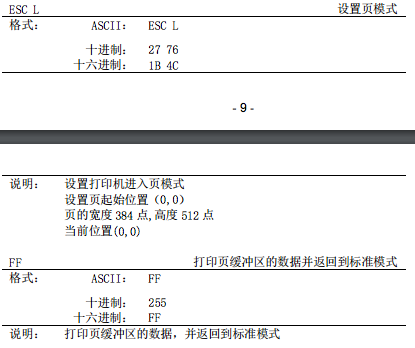 ESC L 设置页模式
格式： ASCII： ESC L
十进制： 27 76
十六进制： 1B 4C
- 9 -
说明： 设置打印机进入页模式
设置页起始位置（0,0）
页的宽度 384 点,高度 512 点
当前位置(0,0)
FF 打印页缓冲区的数据并返回到标准模式
格式： ASCII： FF
十进制： 255
十六进制： FF
说明： 打印页缓冲区的数据，并返回到标准模式